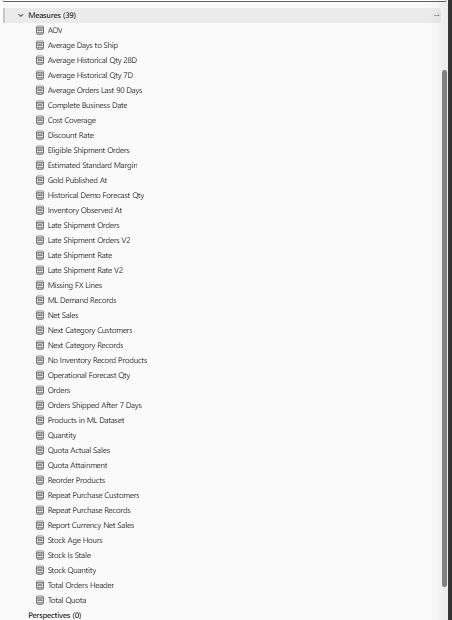 Measures (39)
AOV
Average Days to Ship
Average Historical Qty 28D
Average Historical Qty 7D
Average Orders Last 90 Days
Complete Business Date
Cost Coverage
Discount Rate
Eligible Shipment Orders
Estimated Standard Margin
Gold Published At
Historical Demo Forecast Qty
Inventory Observed At
Late Shipment Orders
Late Shipment Orders V2
Late Shipment Rate
Late Shipment Rate V2
Missing FX Lines
ML Demand Records
Net Sales
Next Category Customers
Next Category Records
No Inventory Record Products
Operational Forecast Qty
Orders
Orders Shipped After 7 Days
Products in ML Dataset
Quantity
Quota Actual Sales
Quota Attainment
Reorder Products
Repeat Purchase Customers
Repeat Purchase Records
Report Currency Net Sales
Stock Age Hours
Stock Is Stale
Stock Quantity
Total Orders Header
Total Quota
Perspectives (0)